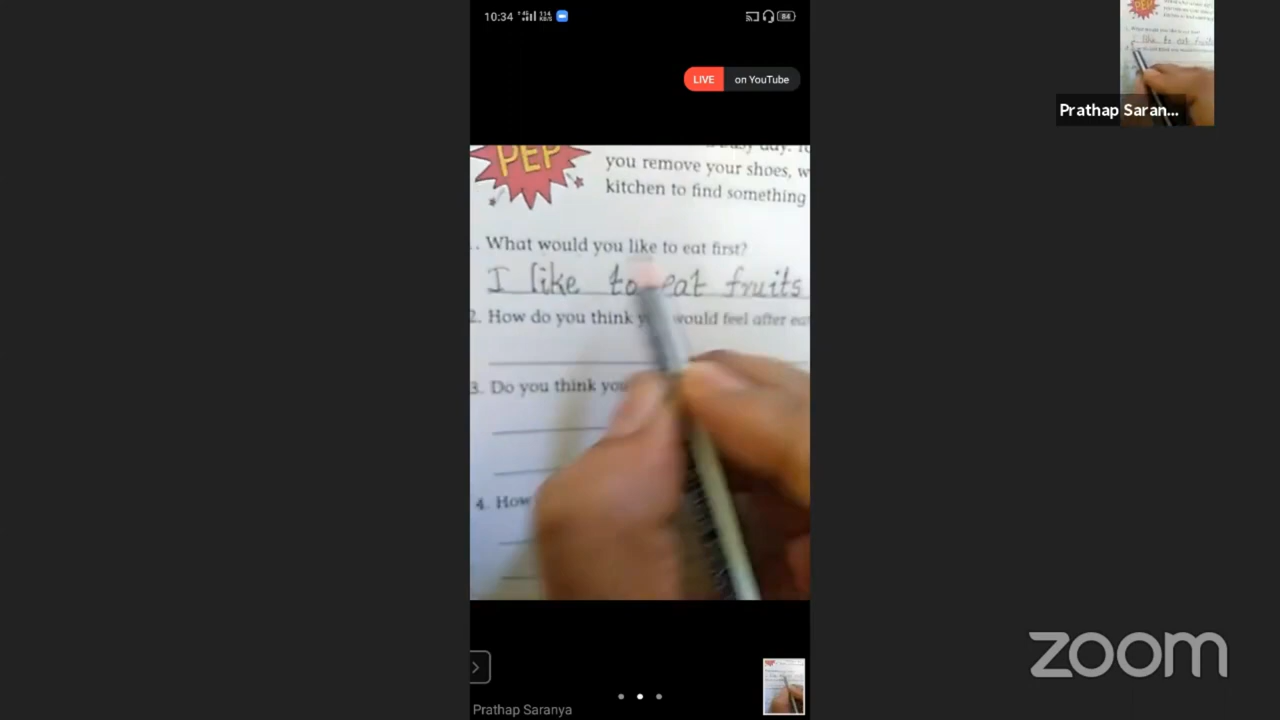 10:34
84
LIVE on YouTube
Prathap Saran...
PEP
you remove your shoes, w
kitchen to find something
. What would you like to eat first?
I like to eat fruits
2. How do you think would feel after ea
3. Do you think you
4. How
zoom
Prathap Saranya